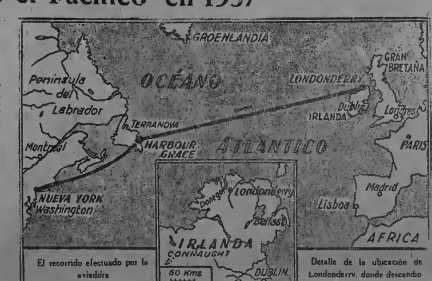 el Pacífico" en 1937
GROENLANDIA
OCÉANO
LONDONDERRY
GRAN
BRETAÑA
Península
del
Labrador
Dublin
IRLANDA
Londres
TERRANOVA
ATLANTICO
PARIS
Montreal
HARBOUR
GRACE
NUEVA YORK
Washington
Madrid
Lisboa
AFRICA
Donegal
Londonderry
Belfast
IRLANDA
CONNAUGHT
DUBLIN
50 Kms
El recorrido efectuado por la
aviadora
Detalle de la ubicación de
Londonderry, donde descendió